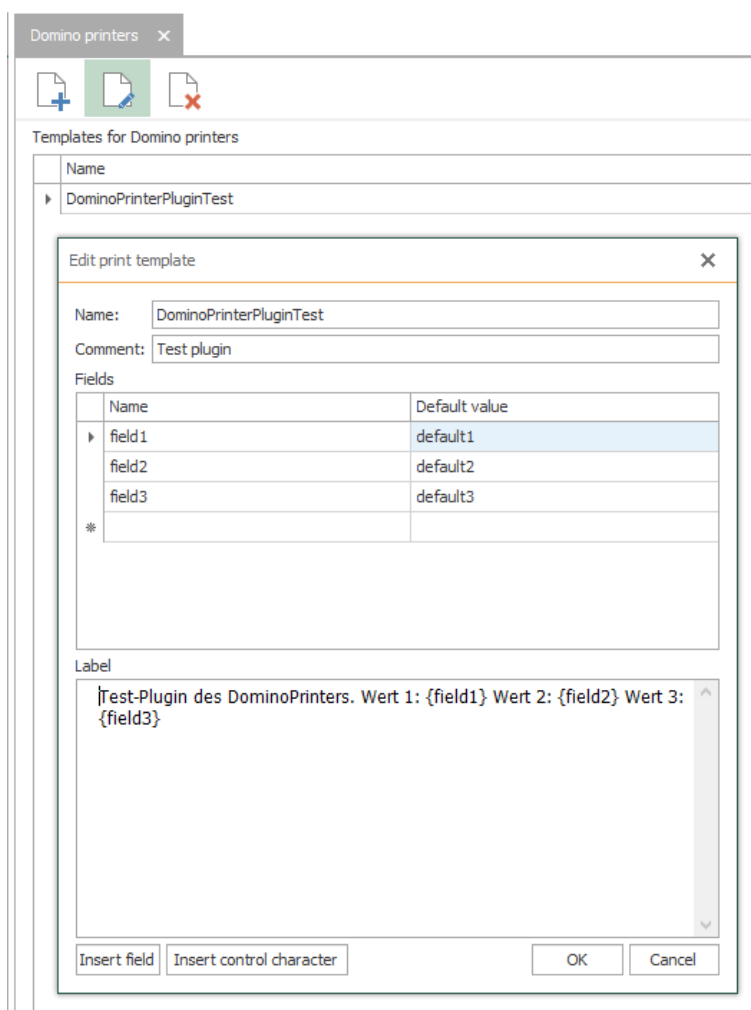 Domino printers
Templates for Domino printers
Name
DominoPrinterPluginTest
Edit print template
Name: DominoPrinterPluginTest
Comment: Test plugin
Fields
Name Default value
field1 default1
field2 default2
field3 default3
Label
Test-Plugin des DominoPrinters. Wert 1: {field1} Wert 2: {field2} Wert 3:
{field3}
Insert field Insert control character OK Cancel